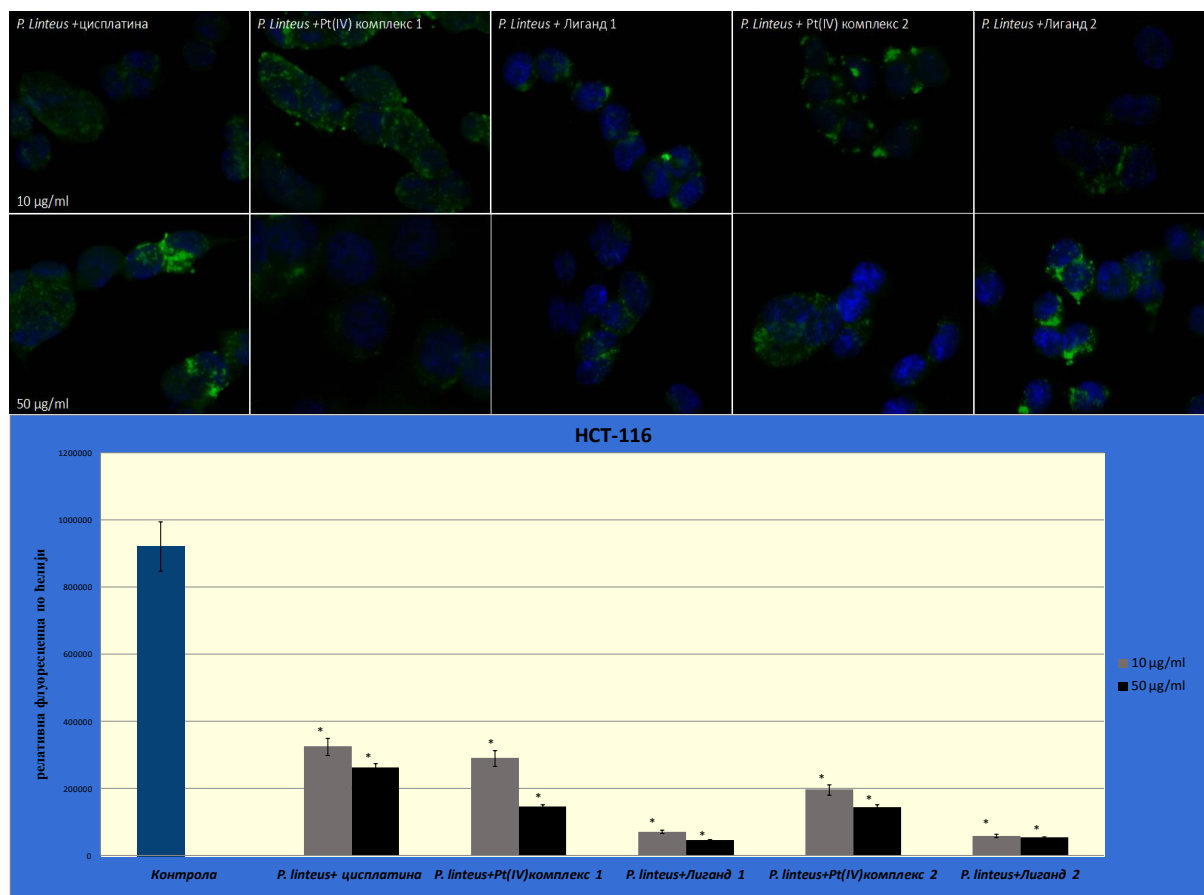 P. Linteus +цисплатина
P. Linteus +Pt(IV) комплекс 1
P. Linteus + Лиганд 1
P. Linteus + Pt(IV) комплекс 2
P. Linteus +Лиганд 2
10 μg/ml
50 μg/ml
HCT-116
релативна флуоресценца по ћелији
1200000
1000000
800000
600000
400000
200000
0
* * * * * * * * * *
10 μg/ml
50 μg/ml
Контрола
P. linteus+ цисплатина
P. linteus+Pt(IV)комплекс 1
P. linteus+Лиганд 1
P. linteus+Pt(IV)комплекс 2
P. linteus+Лиганд 2